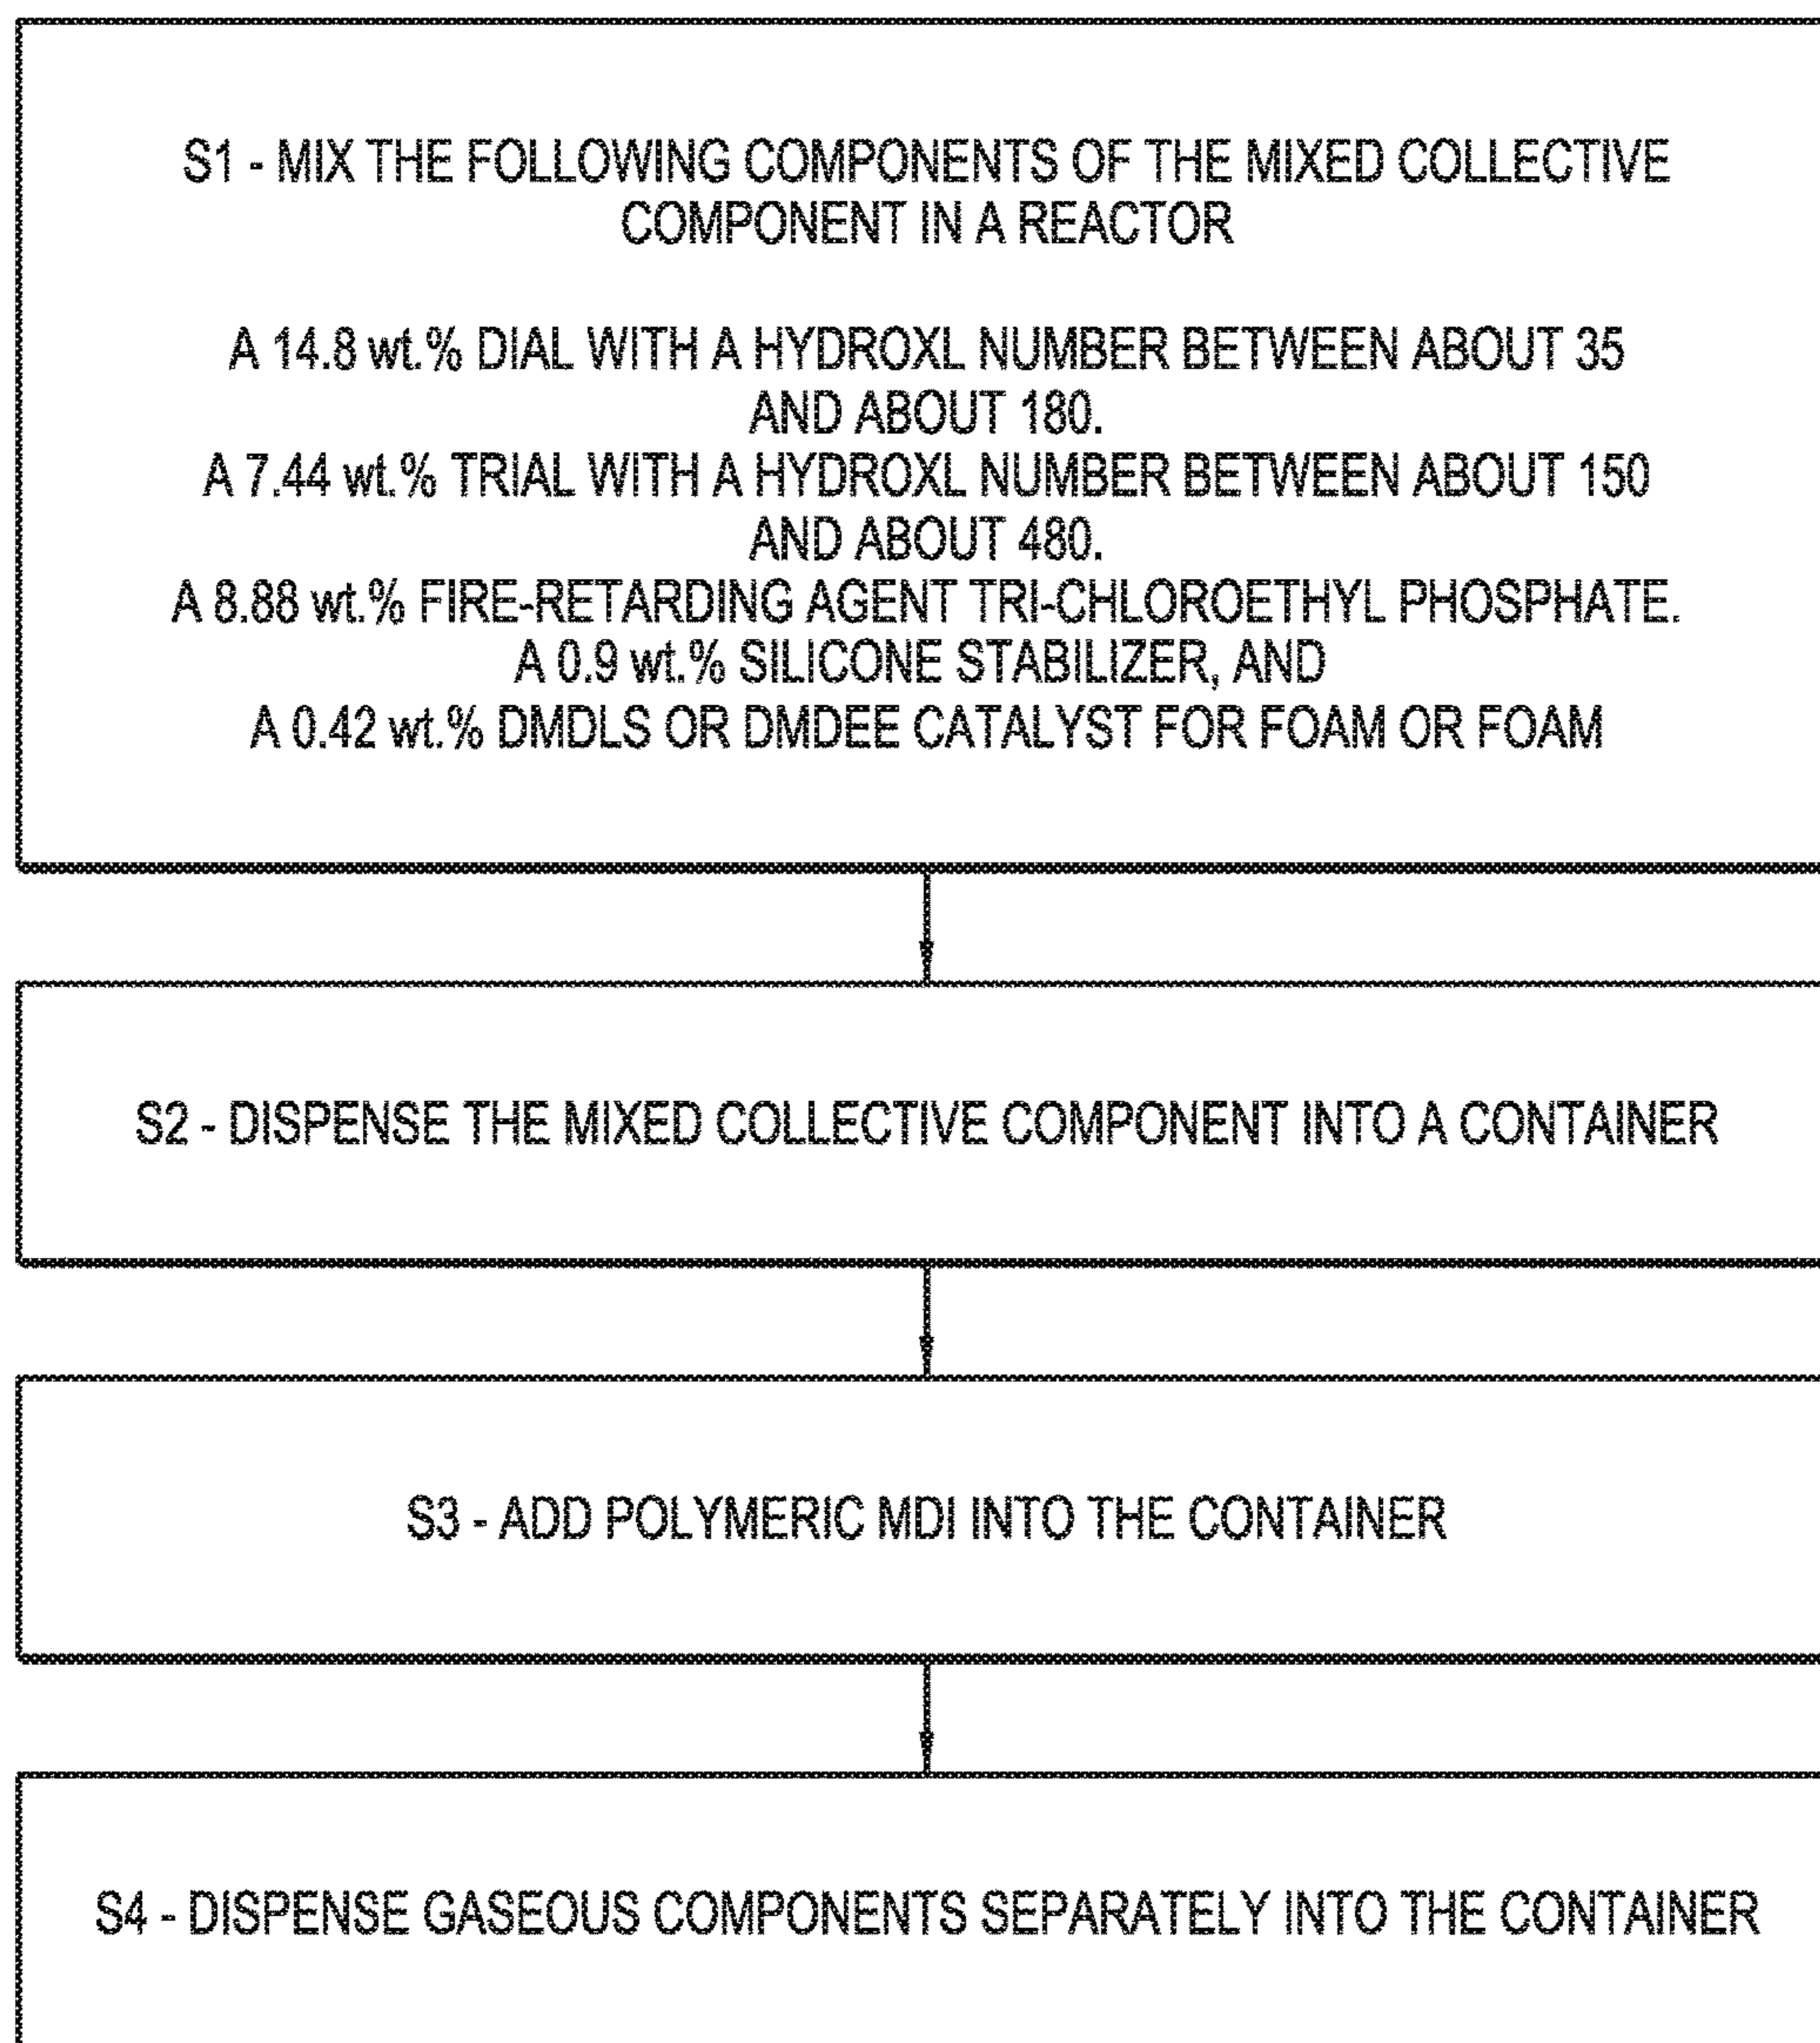 S1 - MIX THE FOLLOWING COMPONENTS OF THE MIXED COLLECTIVE
COMPONENT IN A REACTOR
A 14.8 wt.% DIAL WITH A HYDROXL NUMBER BETWEEN ABOUT 35
AND ABOUT 180.
A 7.44 wt.% TRIAL WITH A HYDROXL NUMBER BETWEEN ABOUT 150
AND ABOUT 480.
A 8.88 wt.% FIRE-RETARDING AGENT TRI-CHLOROETHYL PHOSPHATE.
A 0.9 wt.% SILICONE STABILIZER, AND
A 0.42 wt.% DMDLS OR DMDEE CATALYST FOR FOAM OR FOAM
S2 - DISPENSE THE MIXED COLLECTIVE COMPONENT INTO A CONTAINER
S3 - ADD POLYMERIC MDI INTO THE CONTAINER
S4 - DISPENSE GASEOUS COMPONENTS SEPARATELY INTO THE CONTAINER